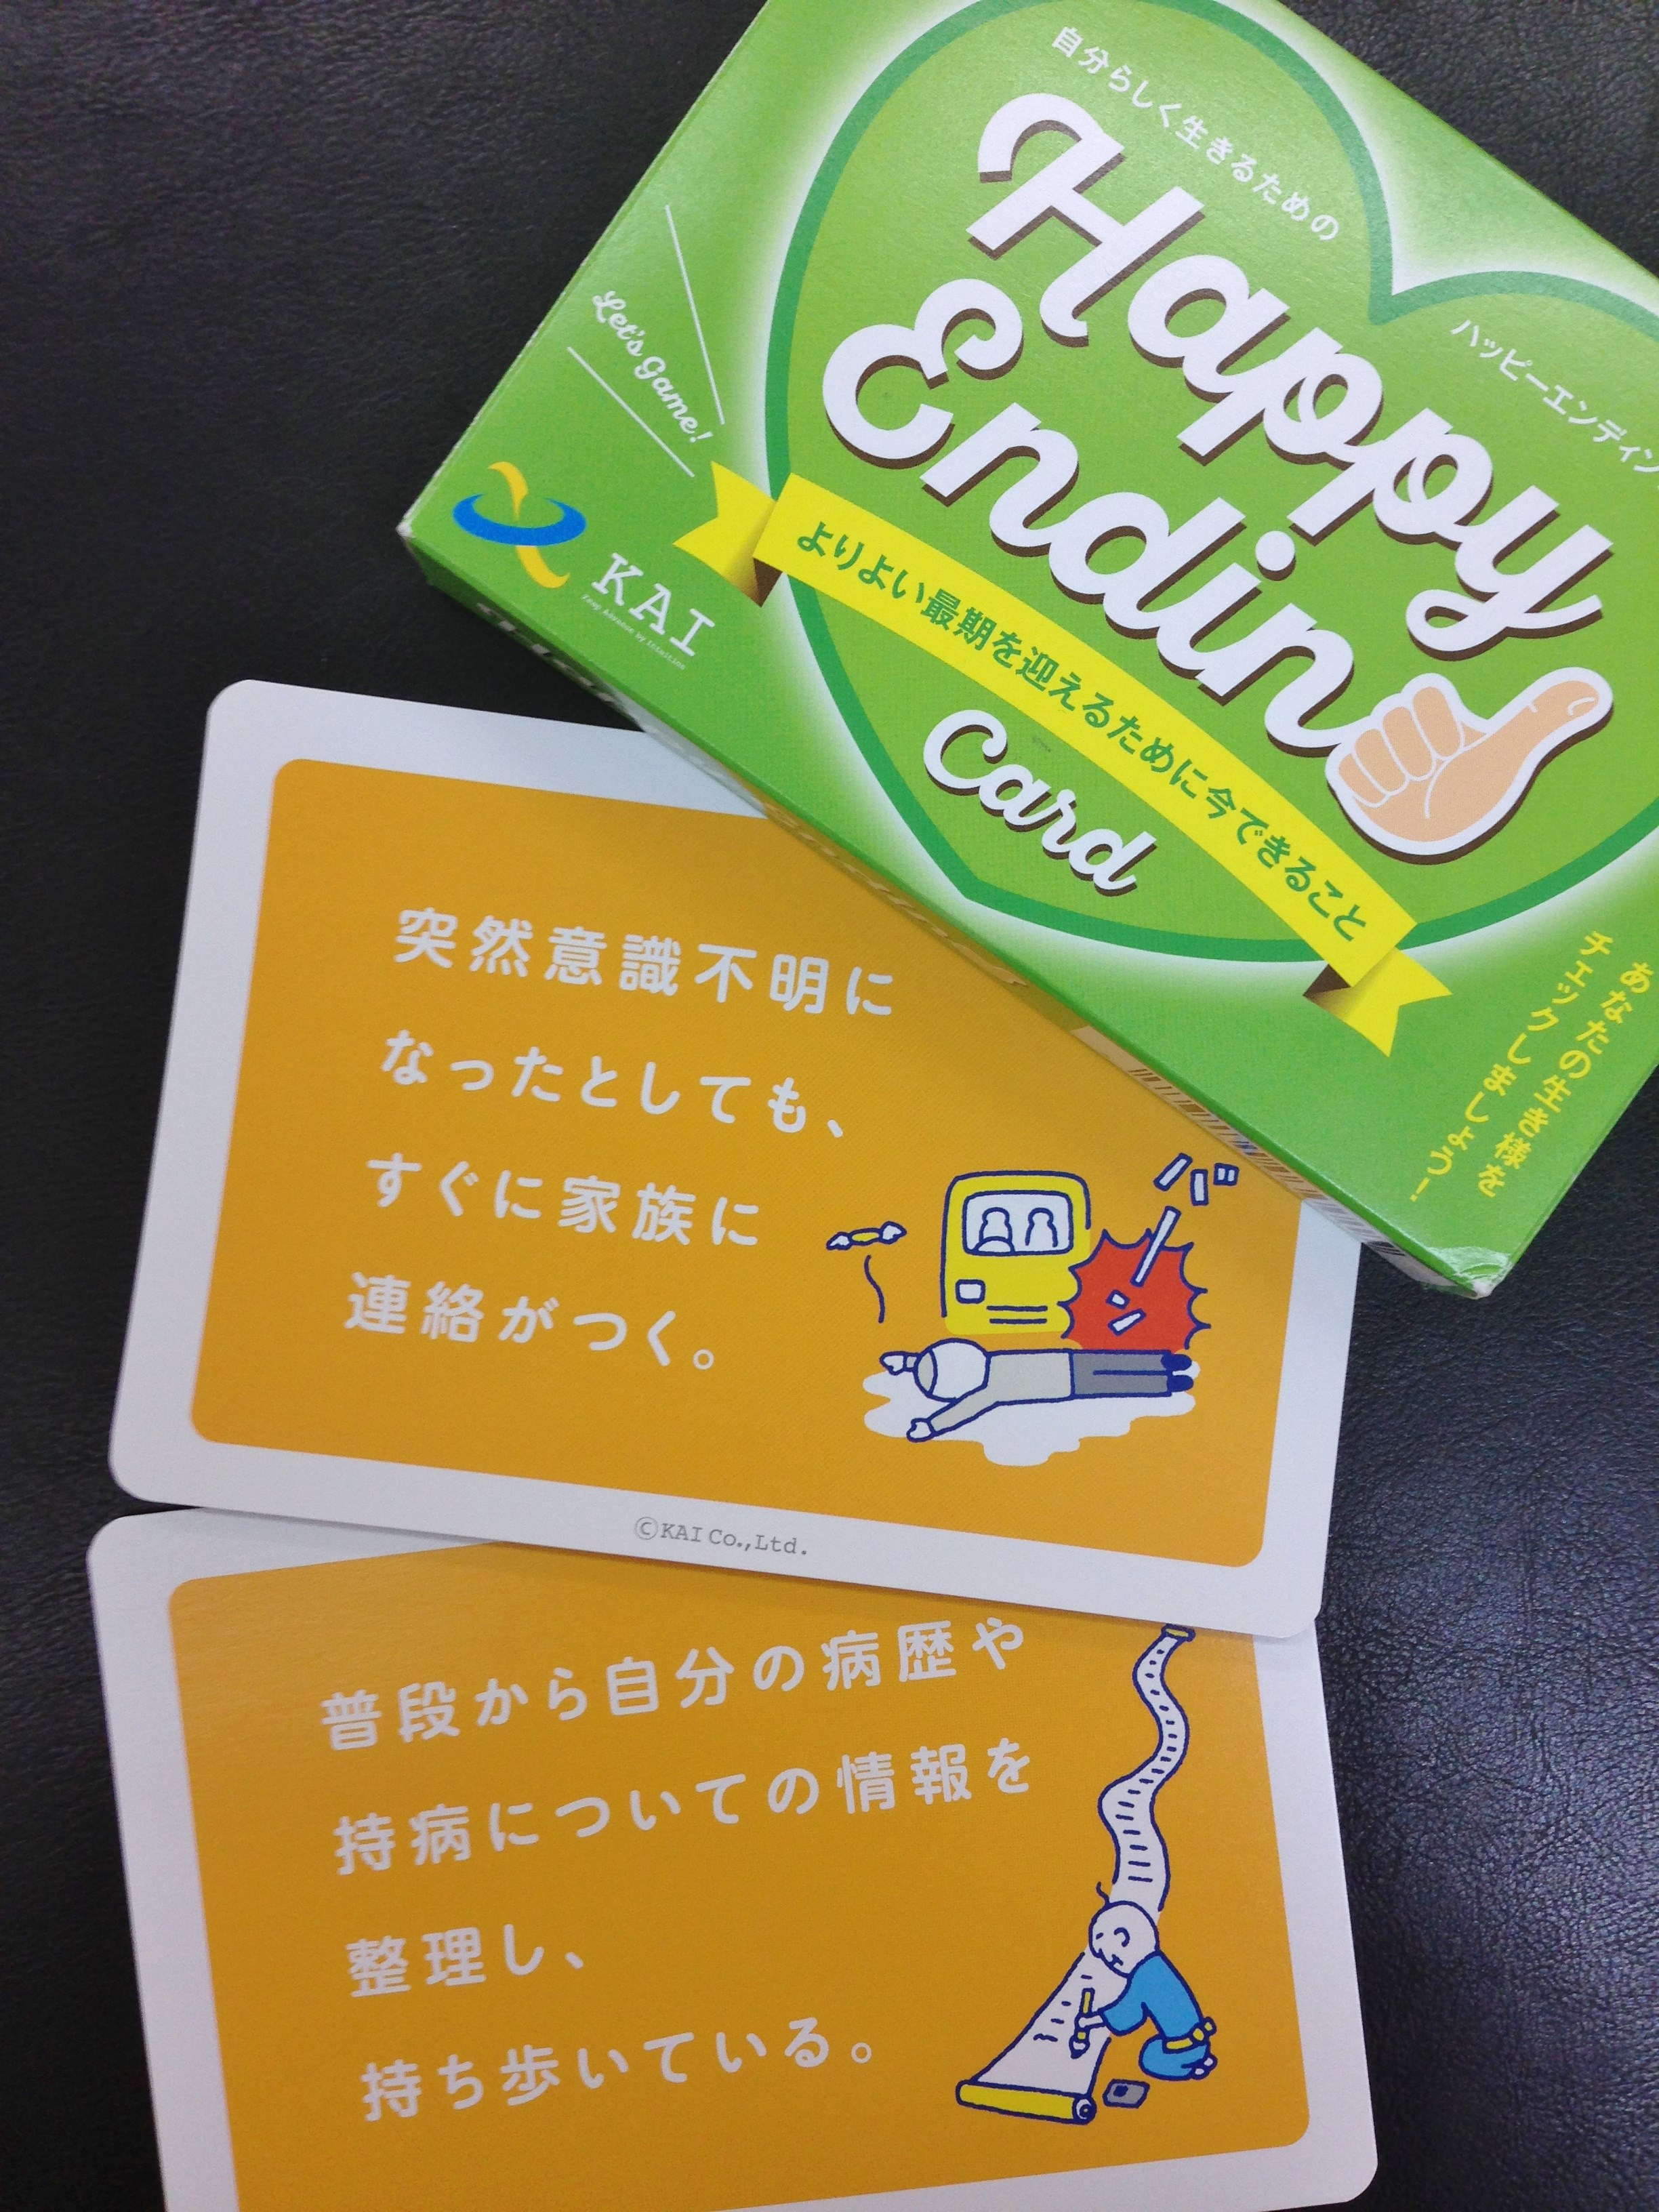 自分らしく生きるための
Happy
ハッピーエンディン
Ending
Let's Game!
KAI
Keep Advance by Intuition
よりよい最期を迎えるために今できること
Card
あなたの生き様を
チェックしましょう!
突然意識不明に
なったとしても、
すぐに家族に
連絡がつく。
バーン
©KAI Co.,Ltd.
普段から自分の病歴や
持病についての情報を
整理し、
持ち歩いている。